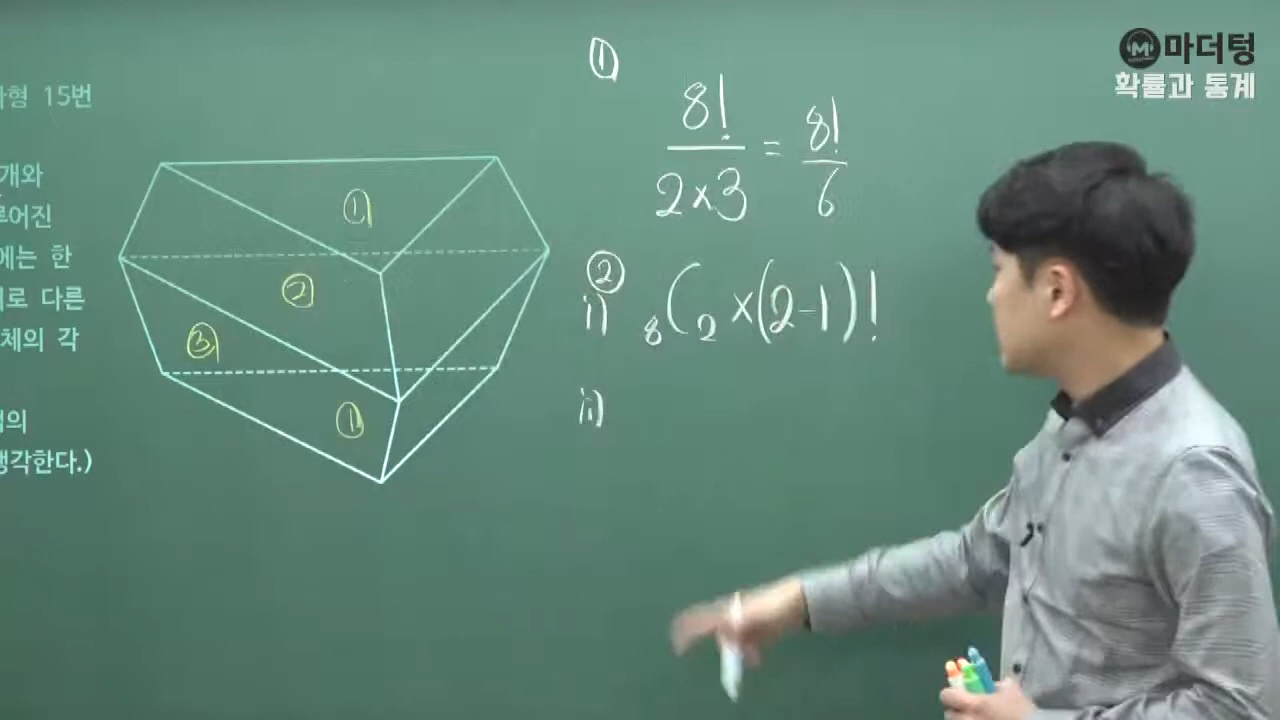 마더텅
확률과 통계
형 15번
개와
루어진
에는 한
로 다른
체의 각
의
생각한다.)
①
②
③
①
①
8! / 2×3 = 8! / 6
②
i) ₈C₂ ×(2-1)!
ii)